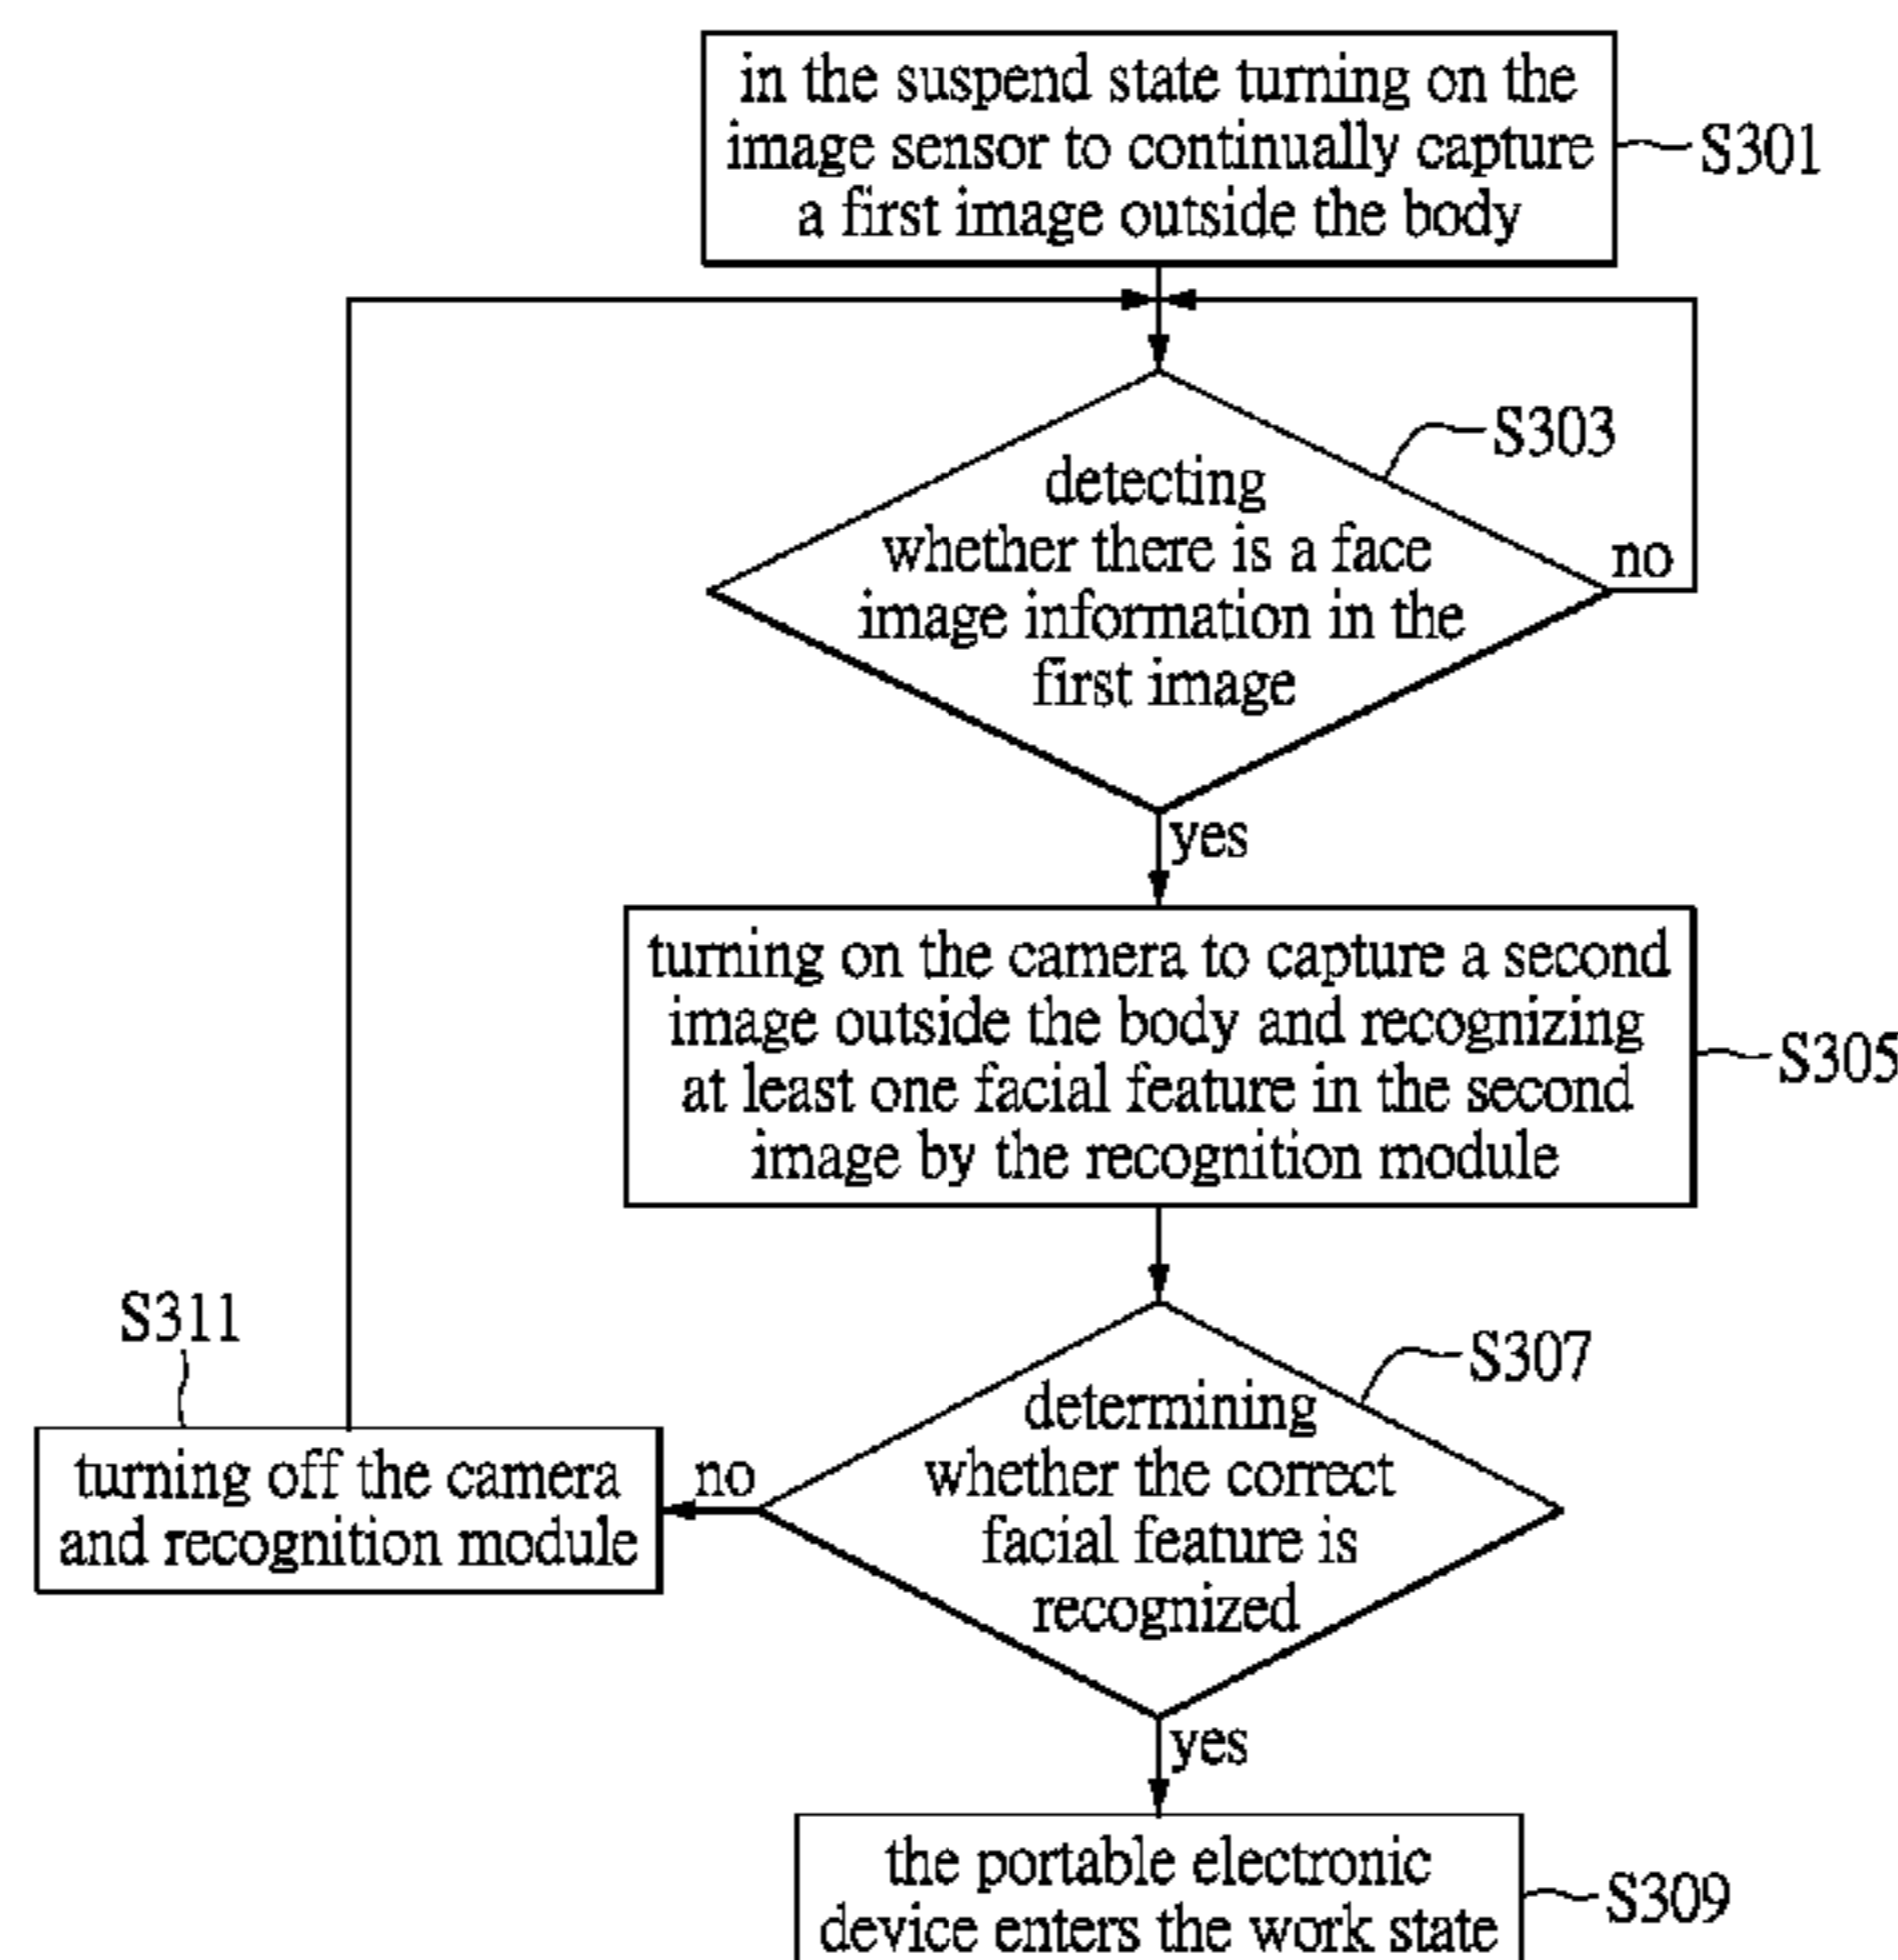 in the suspend state turning on the
image sensor to continually capture
a first image outside the body
S301
S303
detecting
whether there is a face
image information in the
first image
no
yes
turning on the camera to capture a second
image outside the body and recognizing
at least one facial feature in the second
image by the recognition module
S305
S311
turning off the camera
and recognition module
no
S307
determining
whether the correct
facial feature is
recognized
yes
the portable electronic
device enters the work state
S309